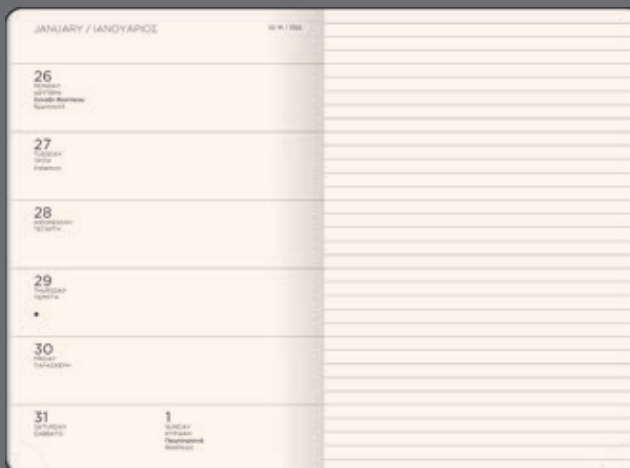 JANUARY / ΙΑΝΟΥΑΡΙΟΣ
26
MONDAY
ΔΕΥΤΕΡΑ
27
TUESDAY
ΤΡΙΤΗ
28
WEDNESDAY
ΤΕΤΑΡΤΗ
29
THURSDAY
ΠΕΜΠΤΗ
30
FRIDAY
ΠΑΡΑΣΚΕΥΗ
31
SATURDAY
ΣΑΒΒΑΤΟ
1
SUNDAY
ΚΥΡΙΑΚΗ